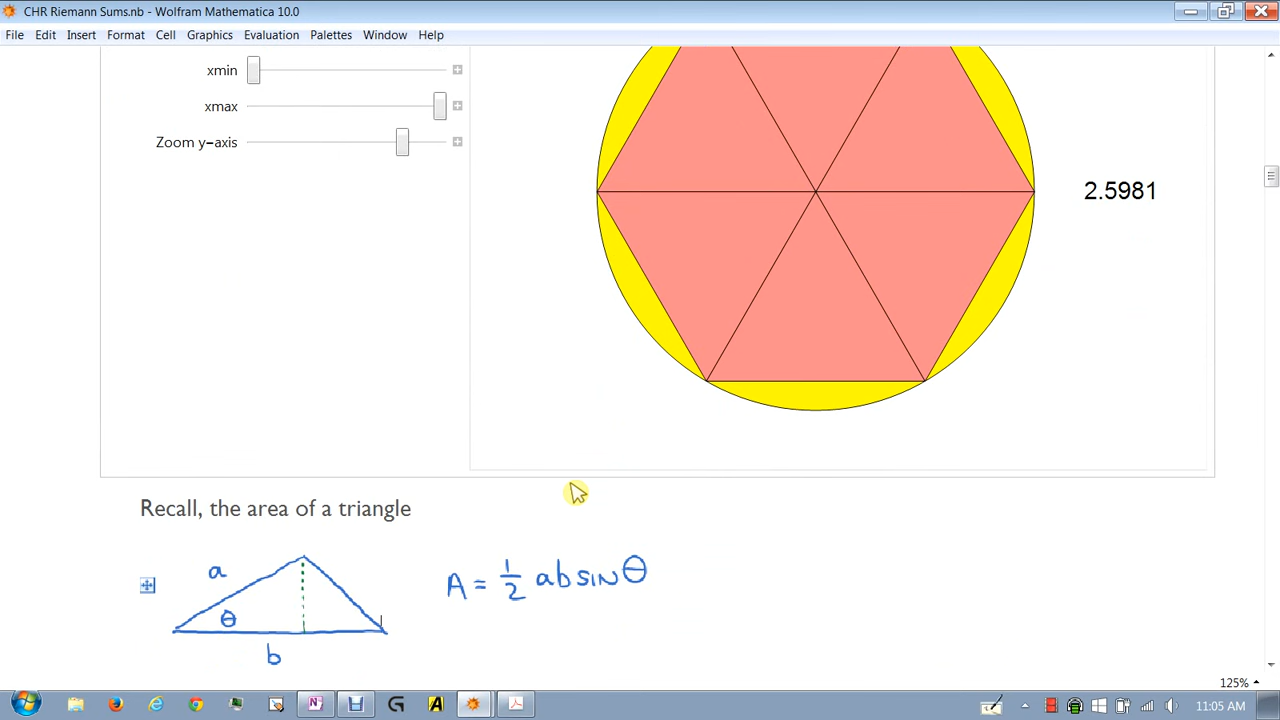 CHR Riemann Sums.nb - Wolfram Mathematica 10.0
File Edit Insert Format Cell Graphics Evaluation Palettes Window Help
xmin
xmax
Zoom y-axis
2.5981
Recall, the area of a triangle
a
θ
b
A = 1/2 ab sin θ
125%
11:05 AM